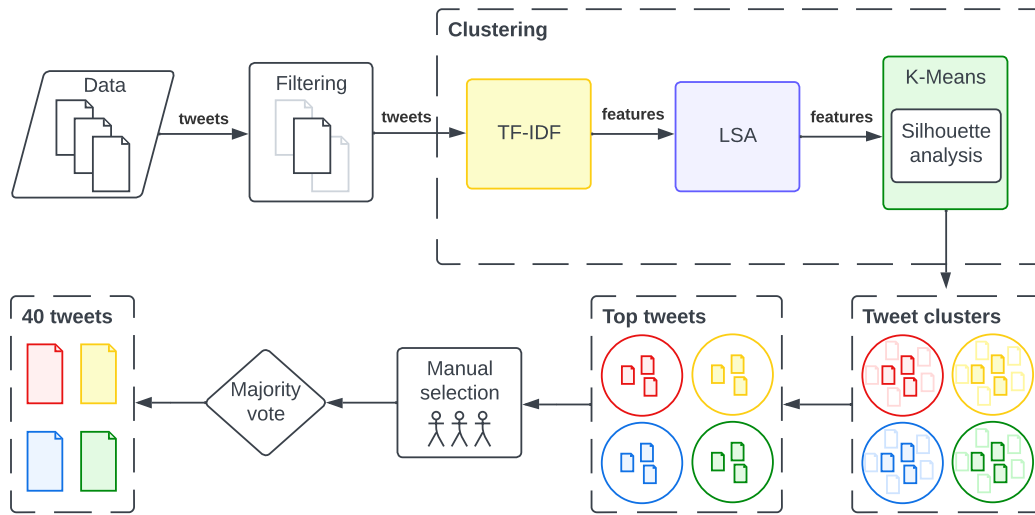 Clustering
Data
tweets
Filtering
tweets
TF-IDF
features
LSA
features
K-Means
Silhouette
analysis
40 tweets
Majority
vote
Manual
selection
Top tweets
Tweet clusters